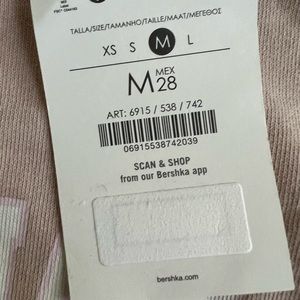 TALLA/SIZE/TAMANHO/TAILLE/MAAT/ΜΕΓΕΘΟΣ
XS S M L
M MEX 28
ART: 6915 / 538 / 742
06915538742039
SCAN & SHOP
from our Bershka app
bershka.com